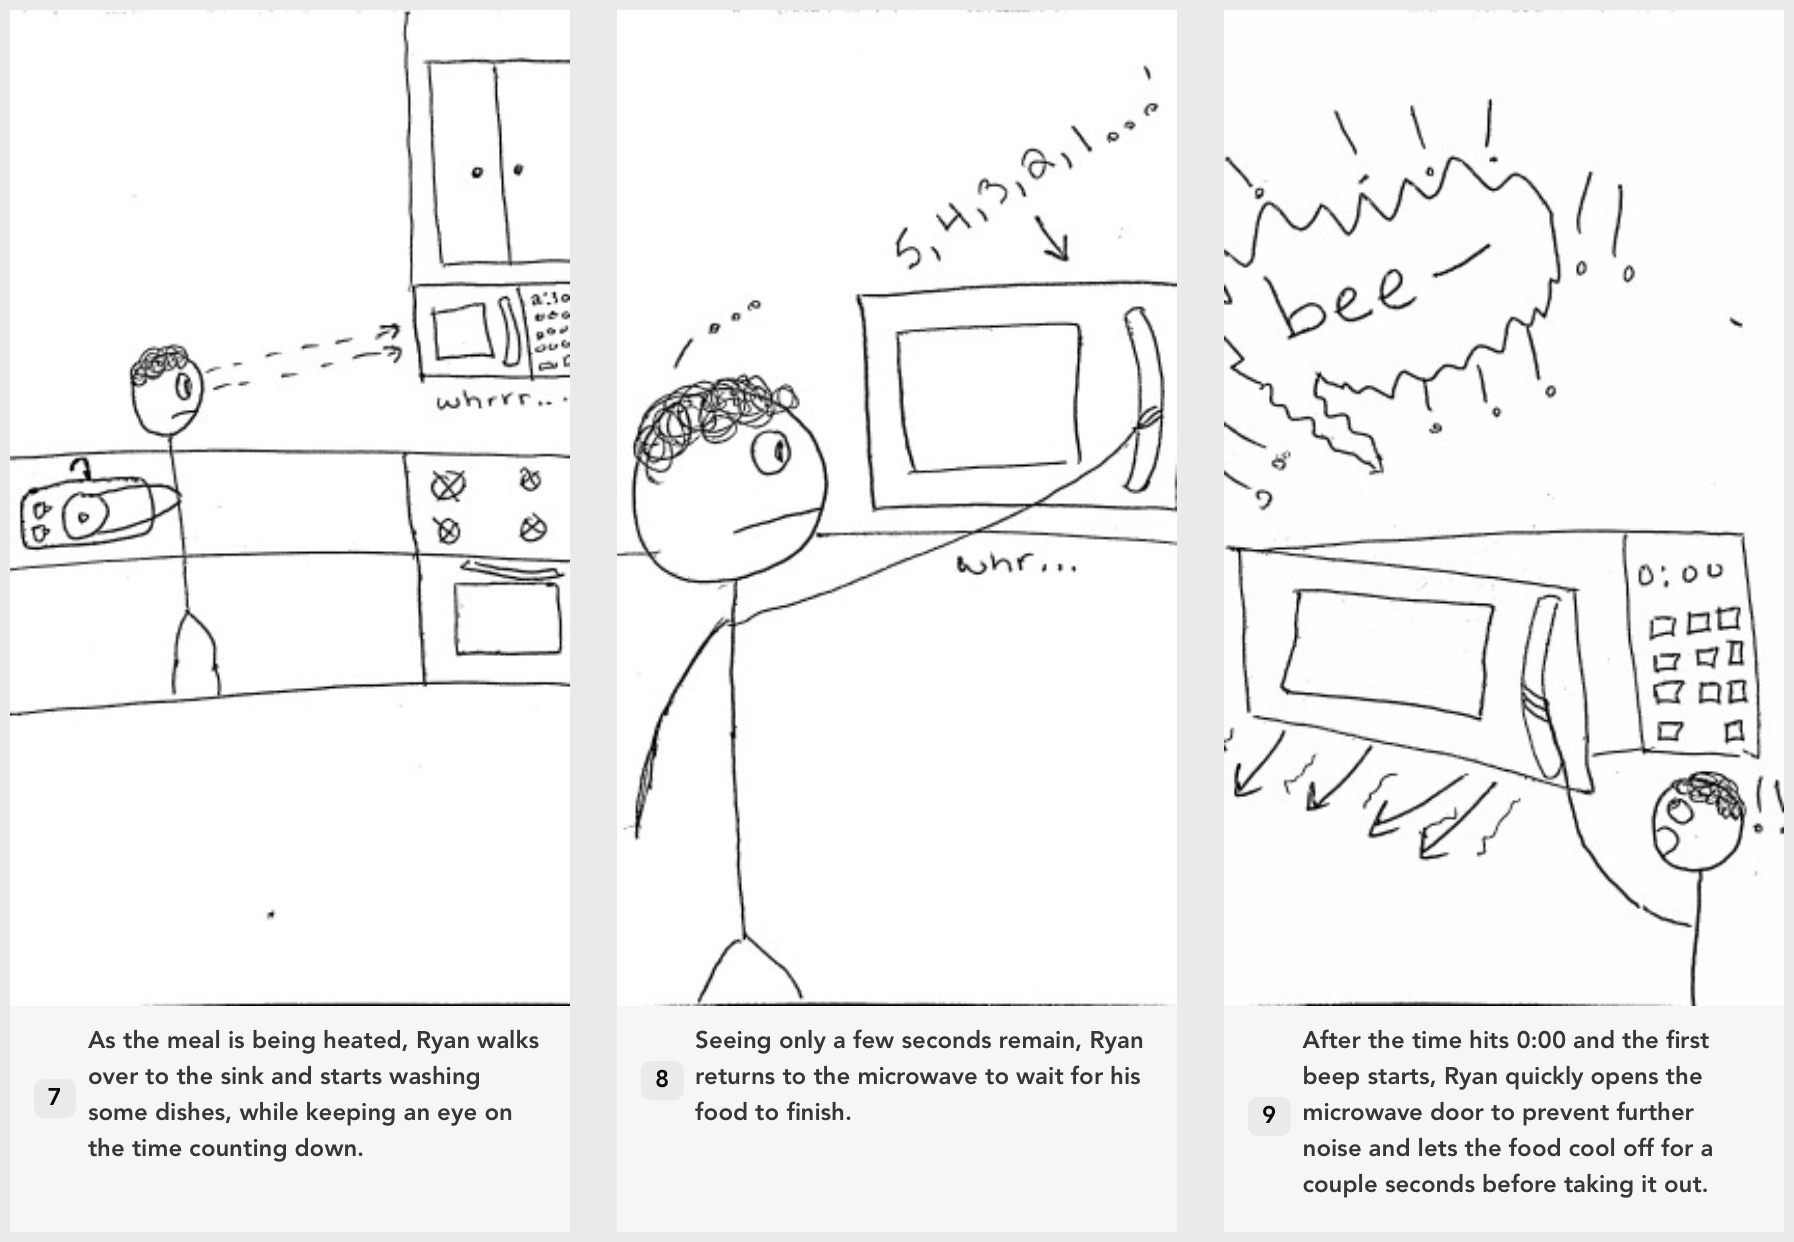 2:10
whrrr...
7
As the meal is being heated, Ryan walks
over to the sink and starts washing
some dishes, while keeping an eye on
the time counting down.
5, 4, 3, 2, 1...
whr...
8
Seeing only a few seconds remain, Ryan
returns to the microwave to wait for his
food to finish.
bee—
0:00
!!
9
After the time hits 0:00 and the first
beep starts, Ryan quickly opens the
microwave door to prevent further
noise and lets the food cool off for a
couple seconds before taking it out.